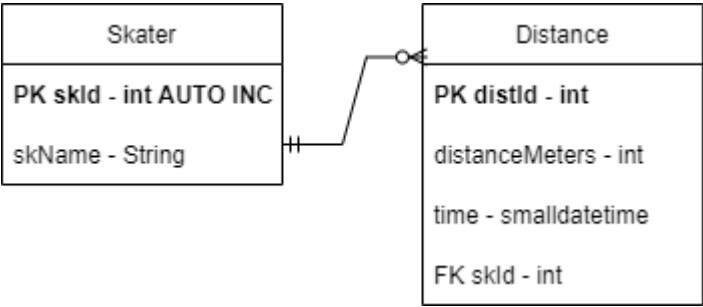 Skater
PK skId - int AUTO INC
skName - String
Distance
PK distId - int
distanceMeters - int
time - smalldatetime
FK skId - int